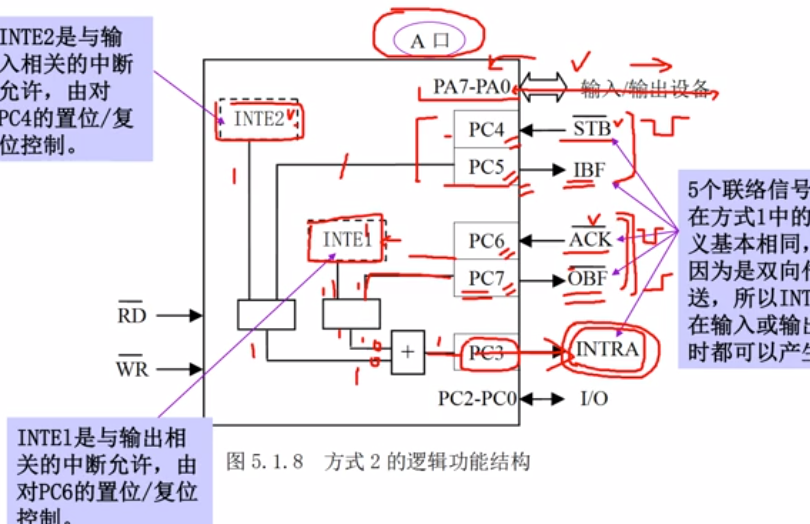 INTE2是与输
入相关的中断
允许，由对
PC4的置位/复
位控制。
A 口
PA7-PA0
输入/输出设备
INTE2
PC4
STB
PC5
IBF
5个联络信号
在方式1中的
义基本相同，
因为是双向传
送，所以INT
在输入或输出
时都可以产生
INTE1
PC6
ACK
PC7
OBF
RD
WR
+
PC3
INTRA
PC2-PC0
I/O
INTE1是与输出相
关的中断允许，由
对PC6的置位/复位
控制。
图 5.1.8 方式 2 的逻辑功能结构